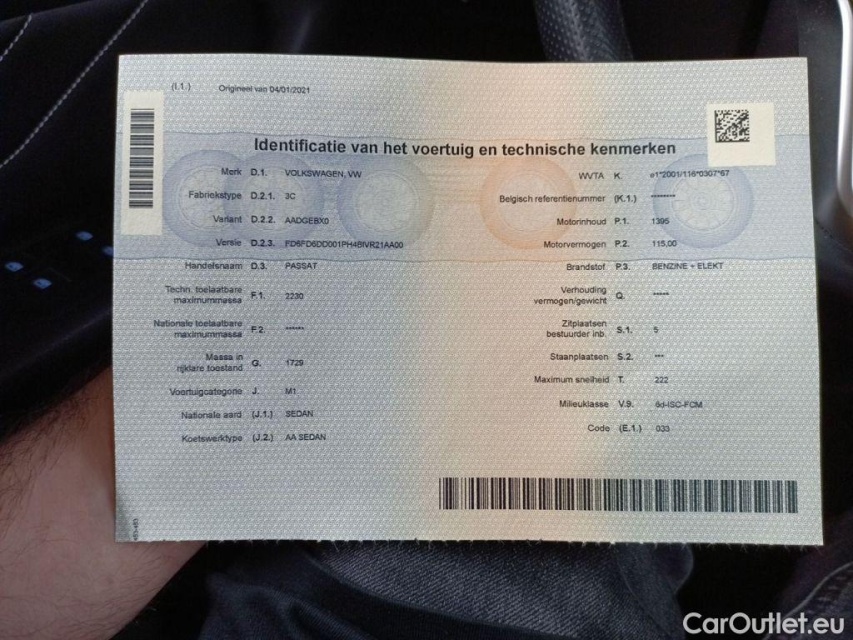 (I.1.) Origineel van 04/01/2021
Identificatie van het voertuig en technische kenmerken
Merk D.1. VOLKSWAGEN, VW
Fabriekstype D.2.1. 3C
Variant D.2.2. AADGEBX0
Versie D.2.3. FD6FD6DD001PH4BIVR21AA00
Handelsnaam D.3. PASSAT
Techn. toelaatbare
maximummassa F.1. 2230
Nationale toelaatbare
maximummassa F.2. ******
Massa in
rijklare toestand G. 1729
Voertuigcategorie J. M1
Nationale aard (J.1.) SEDAN
Koetswerktype (J.2.) AA SEDAN
WVTA K. e1*2001/116*0307*67
Belgisch referentienummer (K.1.) ********
Motorinhoud P.1. 1395
Motorvermogen P.2. 115,00
Brandstof P.3. BENZINE + ELEKT
Verhouding
vermogen/gewicht Q. *****
Zitplaatsen
bestuurder inb. S.1. 5
Staanplaatsen S.2. ***
Maximum snelheid T. 222
Milieuklasse V.9. 6d-ISC-FCM
Code (E.1.) 033
CarOutlet.eu